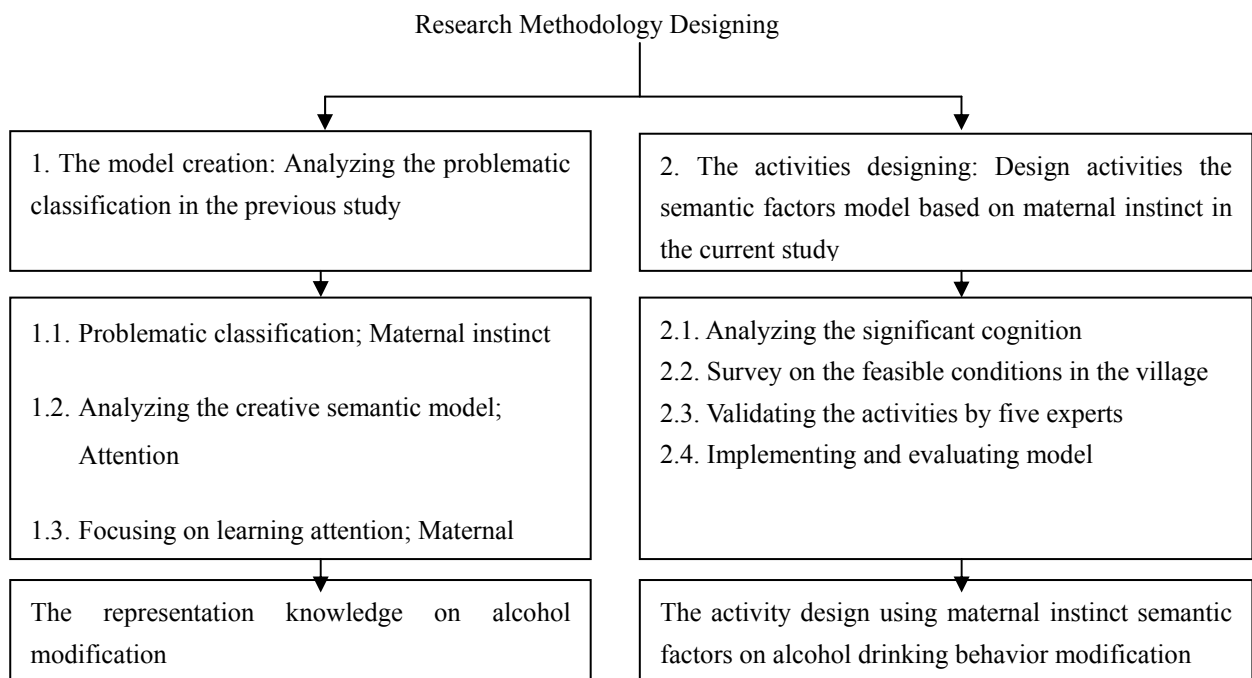 Research Methodology Designing
1. The model creation: Analyzing the problematic
classification in the previous study
2. The activities designing: Design activities the
semantic factors model based on maternal instinct in
the current study
1.1. Problematic classification; Maternal instinct
1.2. Analyzing the creative semantic model;
Attention
1.3. Focusing on learning attention; Maternal
2.1. Analyzing the significant cognition
2.2. Survey on the feasible conditions in the village
2.3. Validating the activities by five experts
2.4. Implementing and evaluating model
The representation knowledge on alcohol
modification
The activity design using maternal instinct semantic
factors on alcohol drinking behavior modification